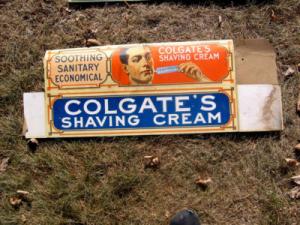 SOOTHING
SANITARY
ECONOMICAL
COLGATE'S
SHAVING CREAM
COLGATE'S
SHAVING CREAM